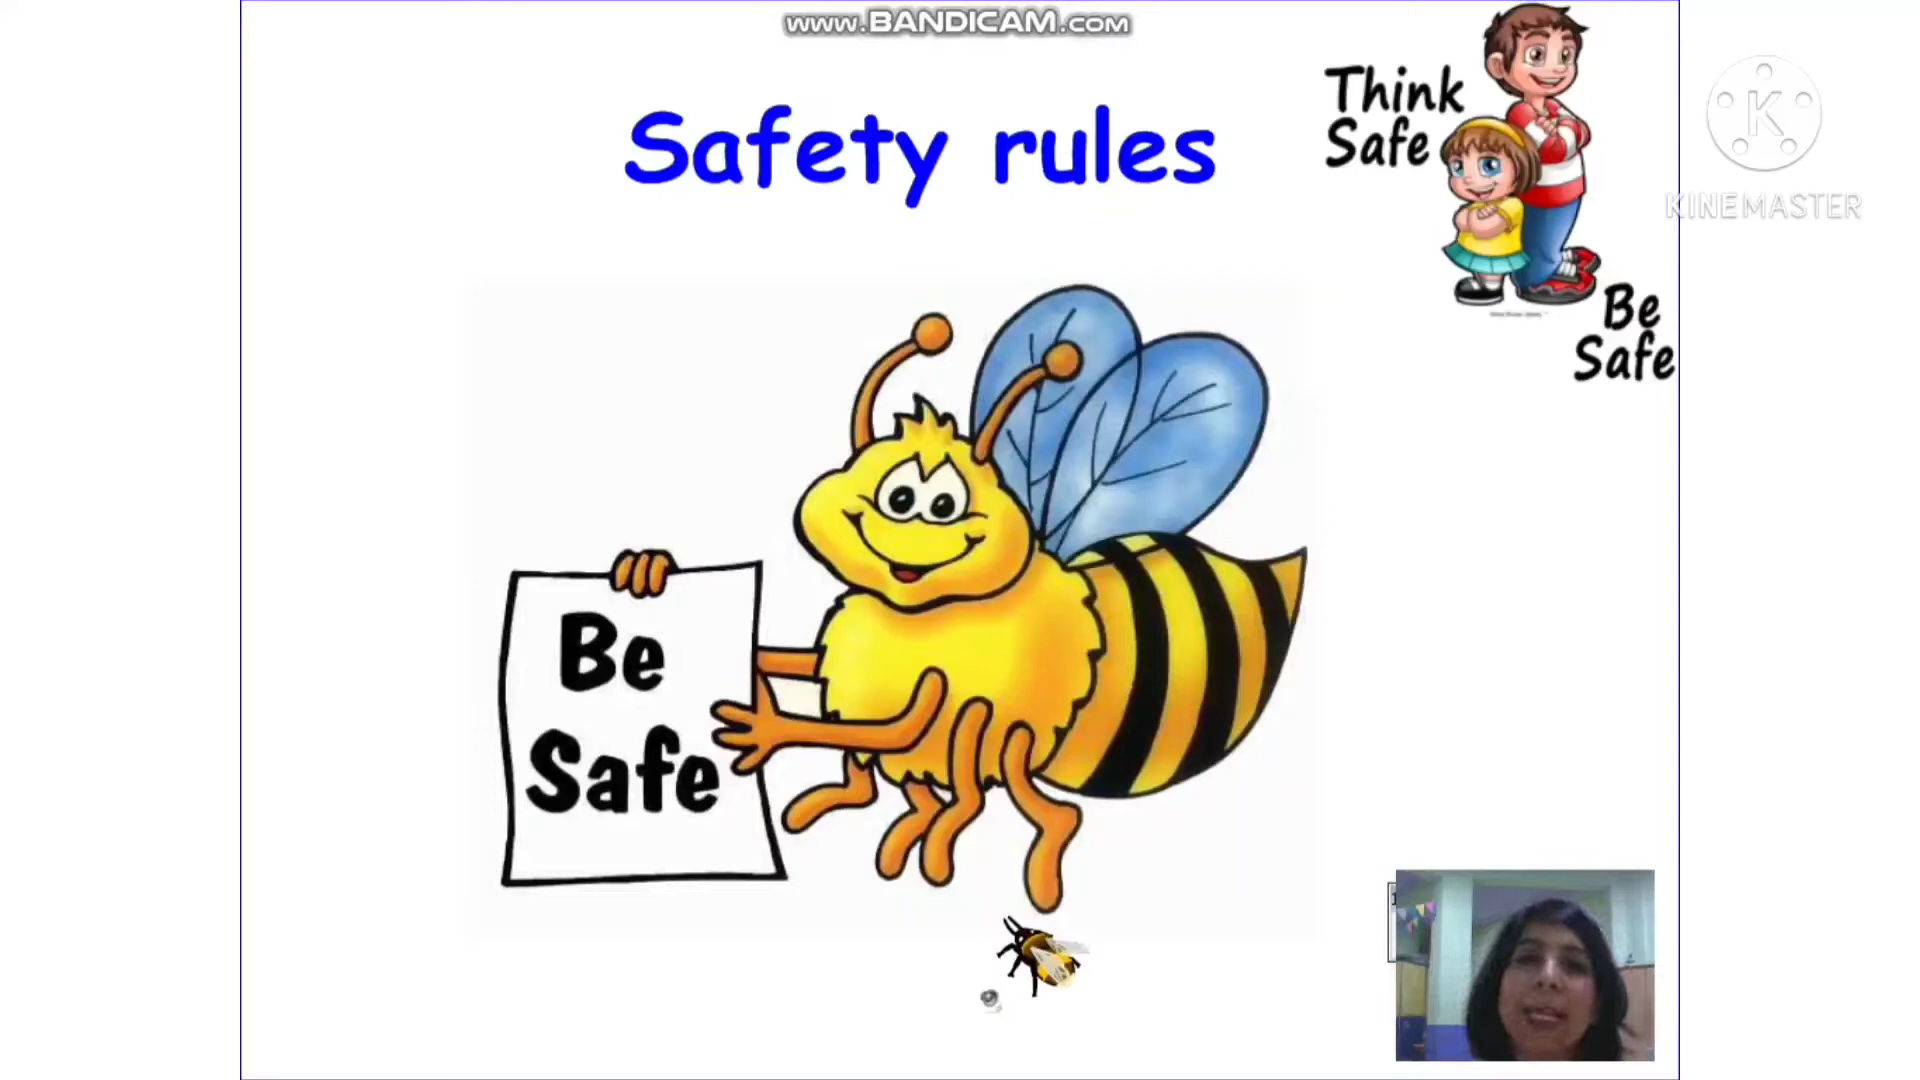 www.BANDICAM.com
Safety rules
Think
Safe
Be
Safe
K
KINEMASTER
Be
Safe